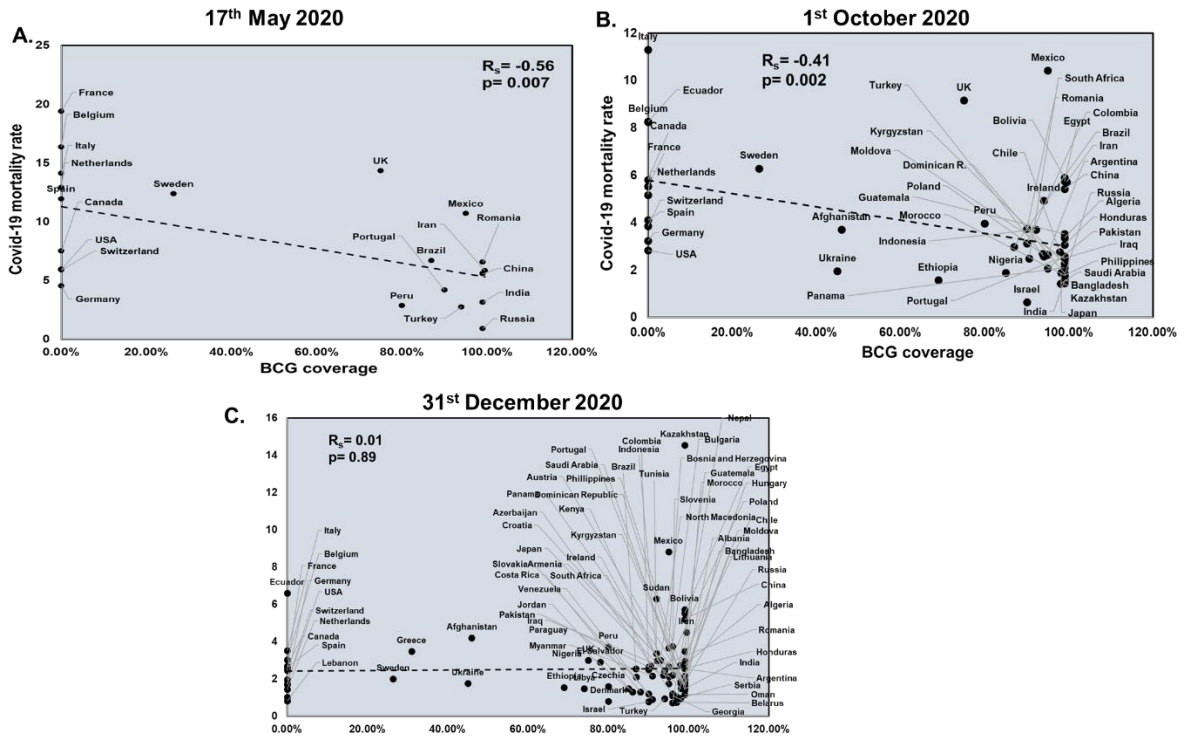 17th May 2020
A.
25
20
15
10
5
0
Covid-19 mortality rate
Rs= -0.56
p= 0.007
France
Belgium
Italy
Netherlands
Spain
Canada
USA
Switzerland
Germany
Sweden
UK
Mexico
Iran
Romania
Portugal
Brazil
China
Peru
Turkey
India
Russia
0.00% 20.00% 40.00% 60.00% 80.00% 100.00% 120.00%
BCG coverage
1st October 2020
B.
12
10
8
6
4
2
0
Covid-19 mortality rate
Rs= -0.41
p= 0.002
Italy
Ecuador
Belgium
Canada
France
Netherlands
Switzerland
Spain
Germany
USA
Sweden
UK
Mexico
South Africa
Turkey
Romania
Colombia
Bolivia
Egypt
Kyrgyzstan
Brazil
Moldova
Chile
Iran
Dominican R.
Argentina
China
Poland
Ireland
Russia
Guatemala
Algeria
Afghanistan
Morocco
Peru
Honduras
Indonesia
Pakistan
Iraq
Ukraine
Ethiopia
Nigeria
Philippines
Saudi Arabia
Panama
Portugal
Israel
Bangladesh
Kazakhstan
India
Japan
0.00% 20.00% 40.00% 60.00% 80.00% 100.00% 120.00%
BCG coverage
31st December 2020
C.
16
14
12
10
8
6
4
2
0
Rs= 0.01
p= 0.89
Nepal
Kazakhstan
Colombia
Bulgaria
Portugal
Indonesia
Bosnia and Herzegovina
Saudi Arabia
Brazil
Egypt
Austria
Phillippines
Tunisia
Guatemala
Morocco
Hungary
Panama
Dominican Republic
Slovenia
Poland
Kenya
Azerbaijan
North Macedonia
Chile
Croatia
Kyrgyzstan
Mexico
Albania
Moldova
Japan
Ireland
Bangladesh
Lithuania
Slovakia
Armenia
Russia
Costa Rica
South Africa
Sudan
China
Venezuela
Bolivia
Jordan
Algeria
Pakistan
Iraq
Iran
Paraguay
Peru
Romania
Myanmar
UK
El Salvador
Nigeria
Honduras
India
Ethiopia
Libya
Czechia
Argentina
Denmark
Serbia
Oman
Israel
Turkey
Belarus
Georgia
Italy
Belgium
France
Ecuador
Germany
USA
Switzerland
Netherlands
Canada
Spain
Lebanon
Greece
Afghanistan
Sweden
Ukraine
0.00% 20.00% 40.00% 60.00% 80.00% 100.00% 120.00%